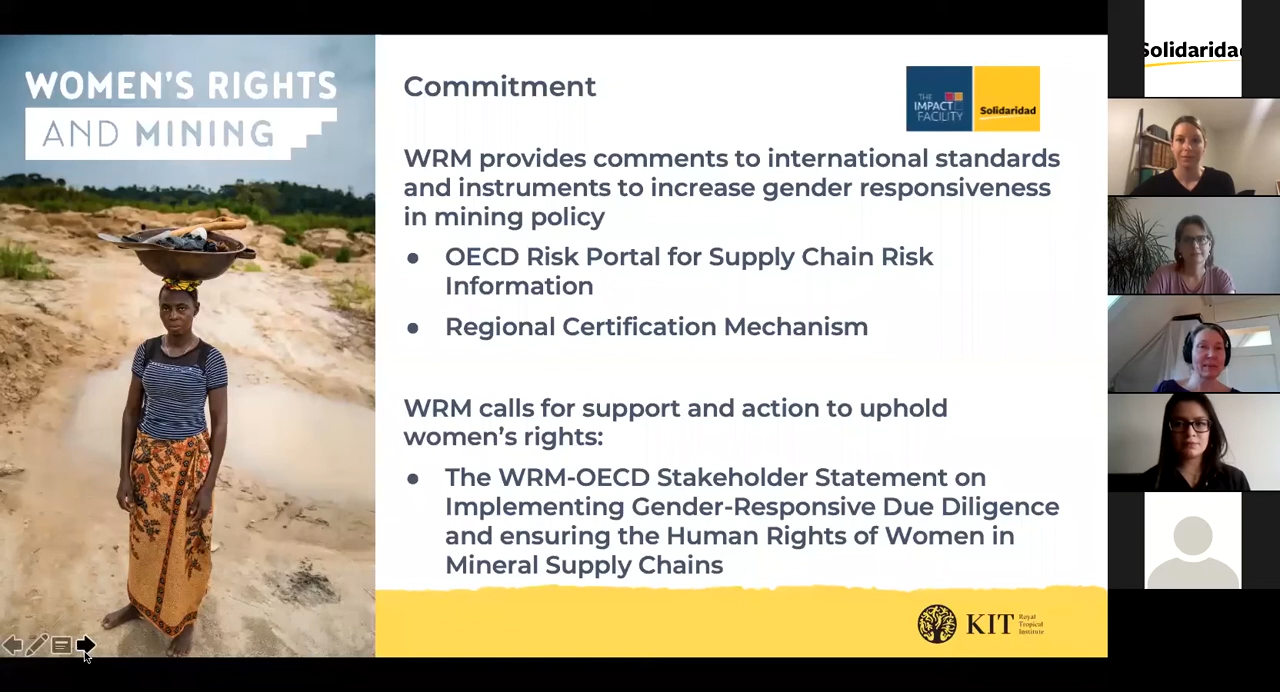 WOMEN'S RIGHTS
AND MINING
Commitment
THE
IMPACT
FACILITY
Solidaridad
WRM provides comments to international standards
and instruments to increase gender responsiveness
in mining policy
● OECD Risk Portal for Supply Chain Risk
Information
● Regional Certification Mechanism
WRM calls for support and action to uphold
women's rights:
● The WRM-OECD Stakeholder Statement on
Implementing Gender-Responsive Due Diligence
and ensuring the Human Rights of Women in
Mineral Supply Chains
KIT
Royal
Tropical
Institute
Solidaridad